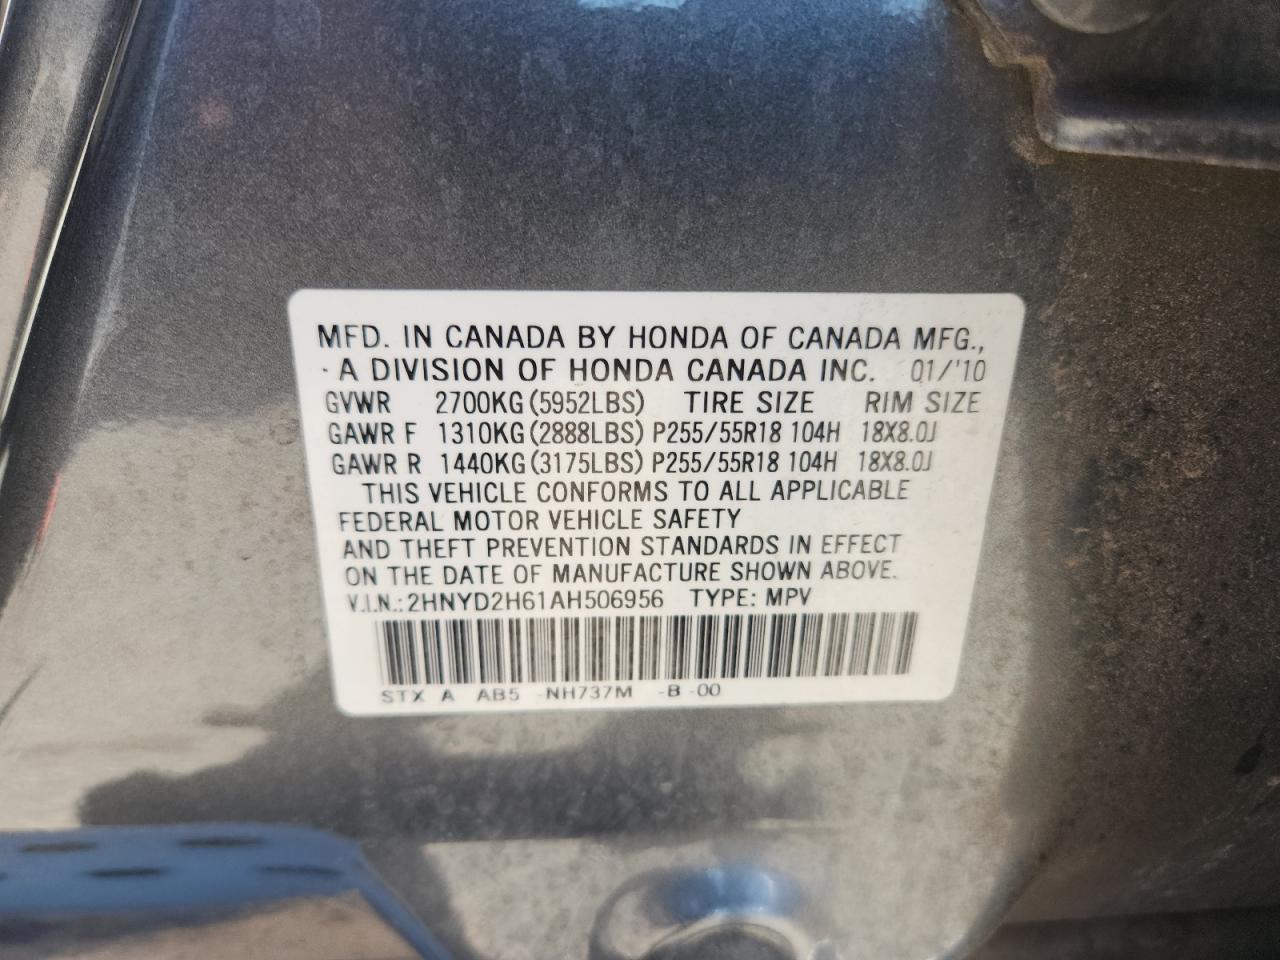 MFD. IN CANADA BY HONDA OF CANADA MFG.,
A DIVISION OF HONDA CANADA INC. 01/'10
GVWR 2700KG (5952LBS) TIRE SIZE RIM SIZE
GAWR F 1310KG (2888LBS) P255/55R18 104H 18X8.0J
GAWR R 1440KG (3175LBS) P255/55R18 104H 18X8.0J
THIS VEHICLE CONFORMS TO ALL APPLICABLE
FEDERAL MOTOR VEHICLE SAFETY
AND THEFT PREVENTION STANDARDS IN EFFECT
ON THE DATE OF MANUFACTURE SHOWN ABOVE.
V.I.N.: 2HNYD2H61AH506956 TYPE: MPV
STX A AB5 -NH737M -B -00